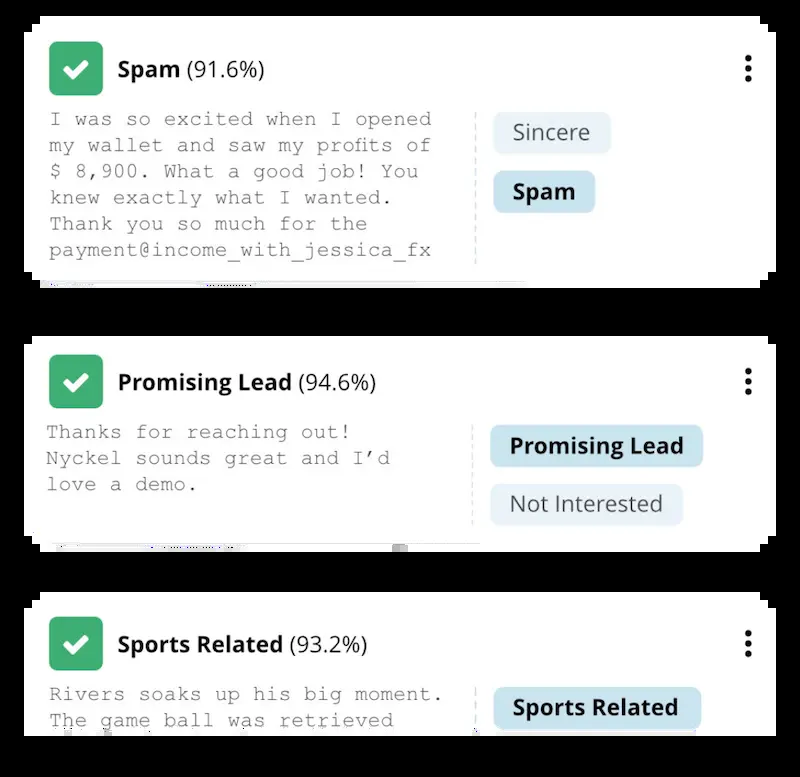 Spam (91.6%)
I was so excited when I opened
my wallet and saw my profits of
$ 8,900. What a good job! You
knew exactly what I wanted.
Thank you so much for the
payment@income_with_jessica_fx
Sincere
Spam
Promising Lead (94.6%)
Thanks for reaching out!
Nyckel sounds great and I’d
love a demo.
Promising Lead
Not Interested
Sports Related (93.2%)
Rivers soaks up his big moment.
The game ball was retrieved
Sports Related